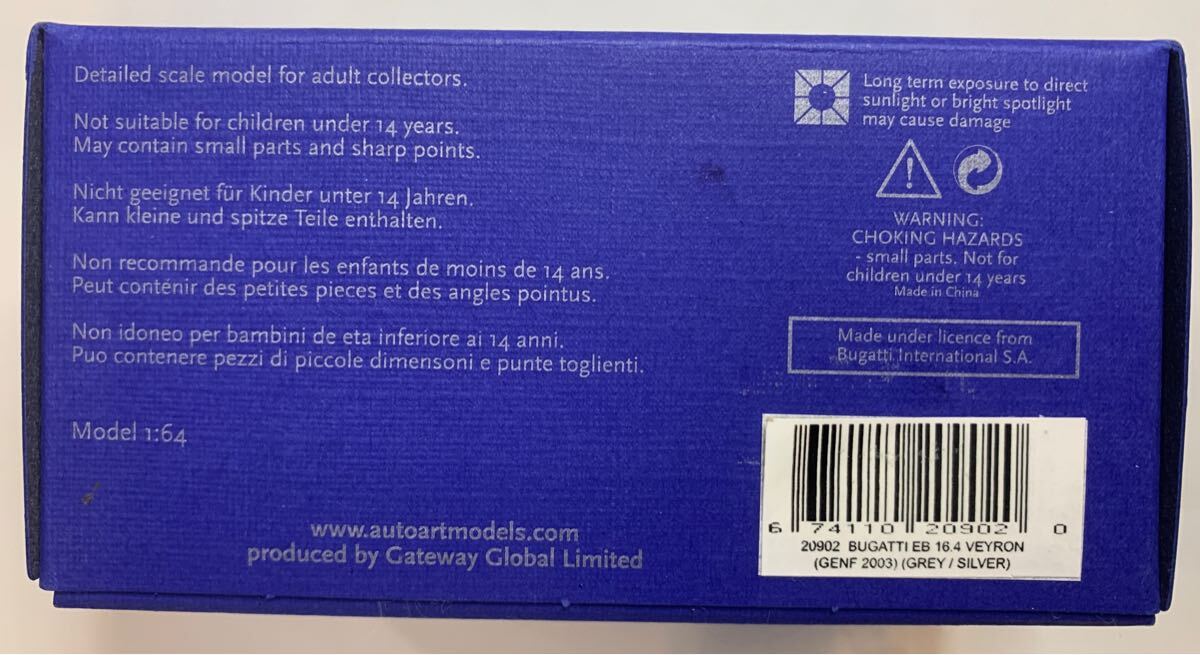 Detailed scale model for adult collectors.
Not suitable for children under 14 years.
May contain small parts and sharp points.
Nicht geeignet für Kinder unter 14 Jahren.
Kann kleine und spitze Teile enthalten.
Non recommande pour les enfants de moins de 14 ans.
Peut conténir des petites pieces et des angles pointus.
Non idoneo per bambini de eta inferiore ai 14 anni.
Puo contenere pezzi di piccole dimensoni e punte toglienti.
Model 1:64
www.autoartmodels.com
produced by Gateway Global Limited
Long term exposure to direct
sunlight or bright spotlight
may cause damage
WARNING:
CHOKING HAZARDS
- small parts. Not for
children under 14 years
Made in China
Made under licence from
Bugatti International S.A.
6 74110 20902 0
20902 BUGATTI EB 16.4 VEYRON
(GENF 2003) (GREY / SILVER)